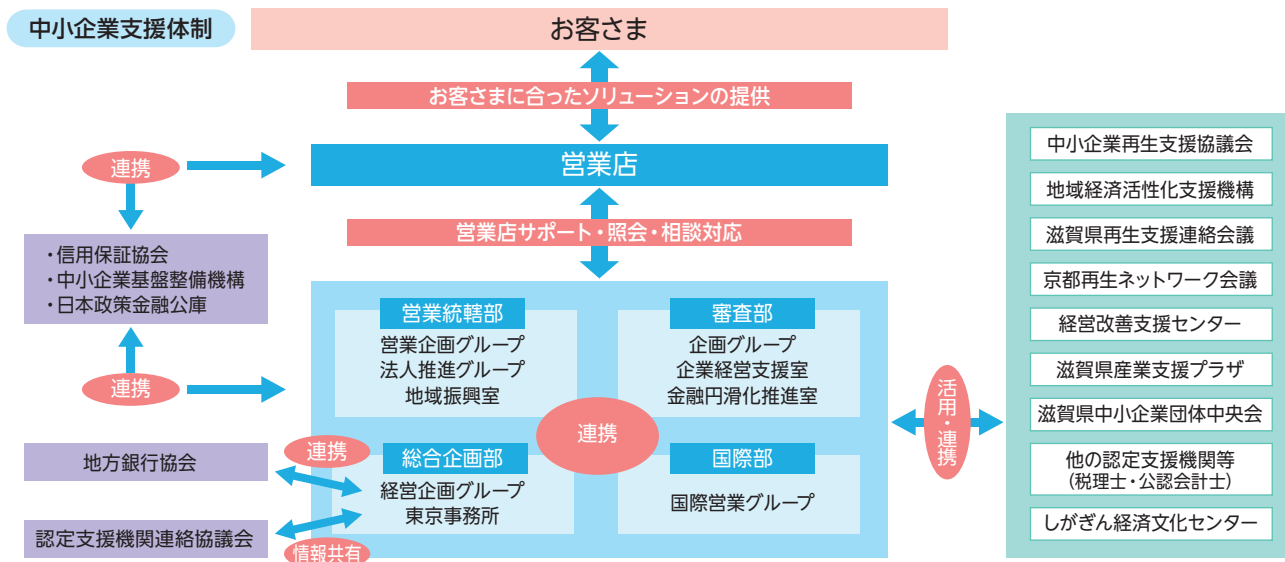 中小企業支援体制
お客さま
お客さまに合ったソリューションの提供
連携
営業店
営業店サポート・照会・相談対応
・信用保証協会
・中小企業基盤整備機構
・日本政策金融公庫
連携
営業統轄部
営業企画グループ
法人推進グループ
地域振興室
審査部
企画グループ
企業経営支援室
金融円滑化推進室
連携
総合企画部
経営企画グループ
東京事務所
国際部
国際営業グループ
地方銀行協会
連携
認定支援機関連絡協議会
情報共有
活用・連携
中小企業再生支援協議会
地域経済活性化支援機構
滋賀県再生支援連絡会議
京都再生ネットワーク会議
経営改善支援センター
滋賀県産業支援プラザ
滋賀県中小企業団体中央会
他の認定支援機関等
(税理士・公認会計士)
しがぎん経済文化センター